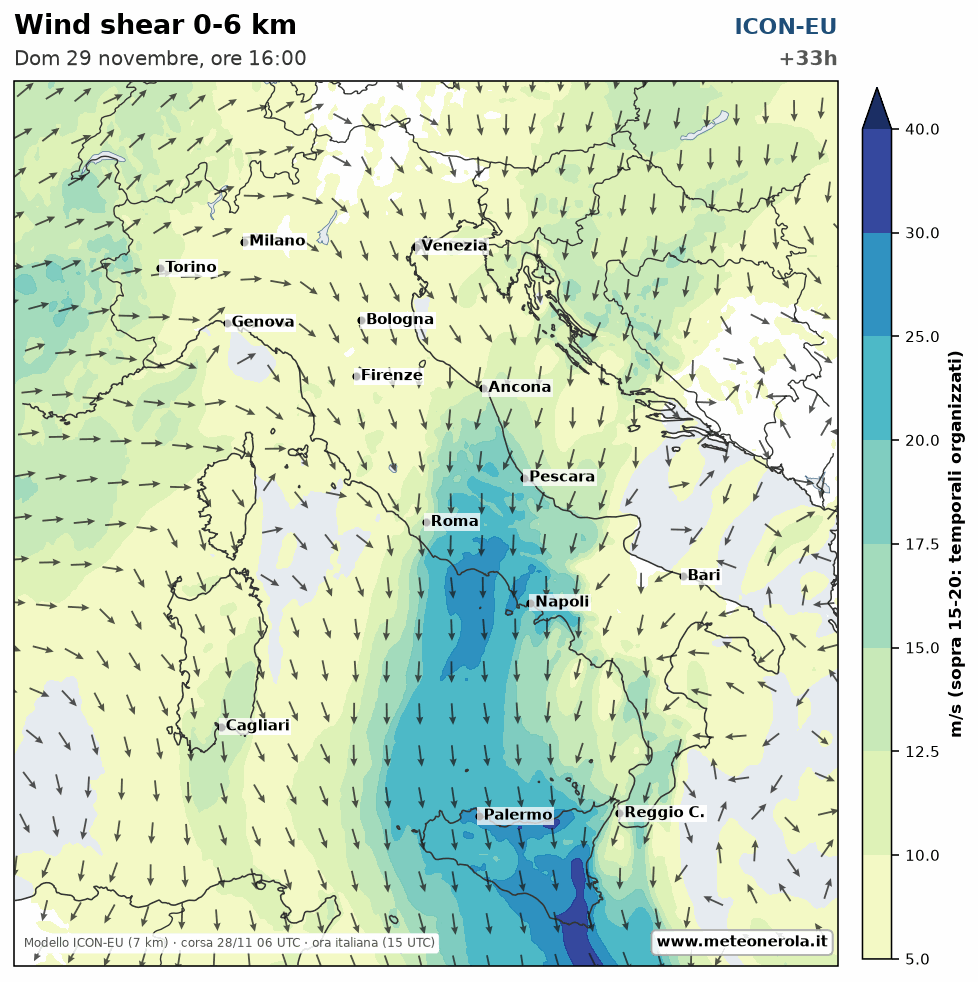 Wind shear 0-6 km
ICON-EU
Dom 29 novembre, ore 16:00
+33h
40.0
30.0
25.0
20.0
17.5
15.0
12.5
10.0
5.0
m/s (sopra 15-20: temporali organizzati)
Milano
Venezia
Torino
Genova
Bologna
Firenze
Ancona
Pescara
Roma
Bari
Napoli
Cagliari
Palermo
Reggio C.
Modello ICON-EU (7 km) · corsa 28/11 06 UTC · ora italiana (15 UTC)
www.meteonerola.it